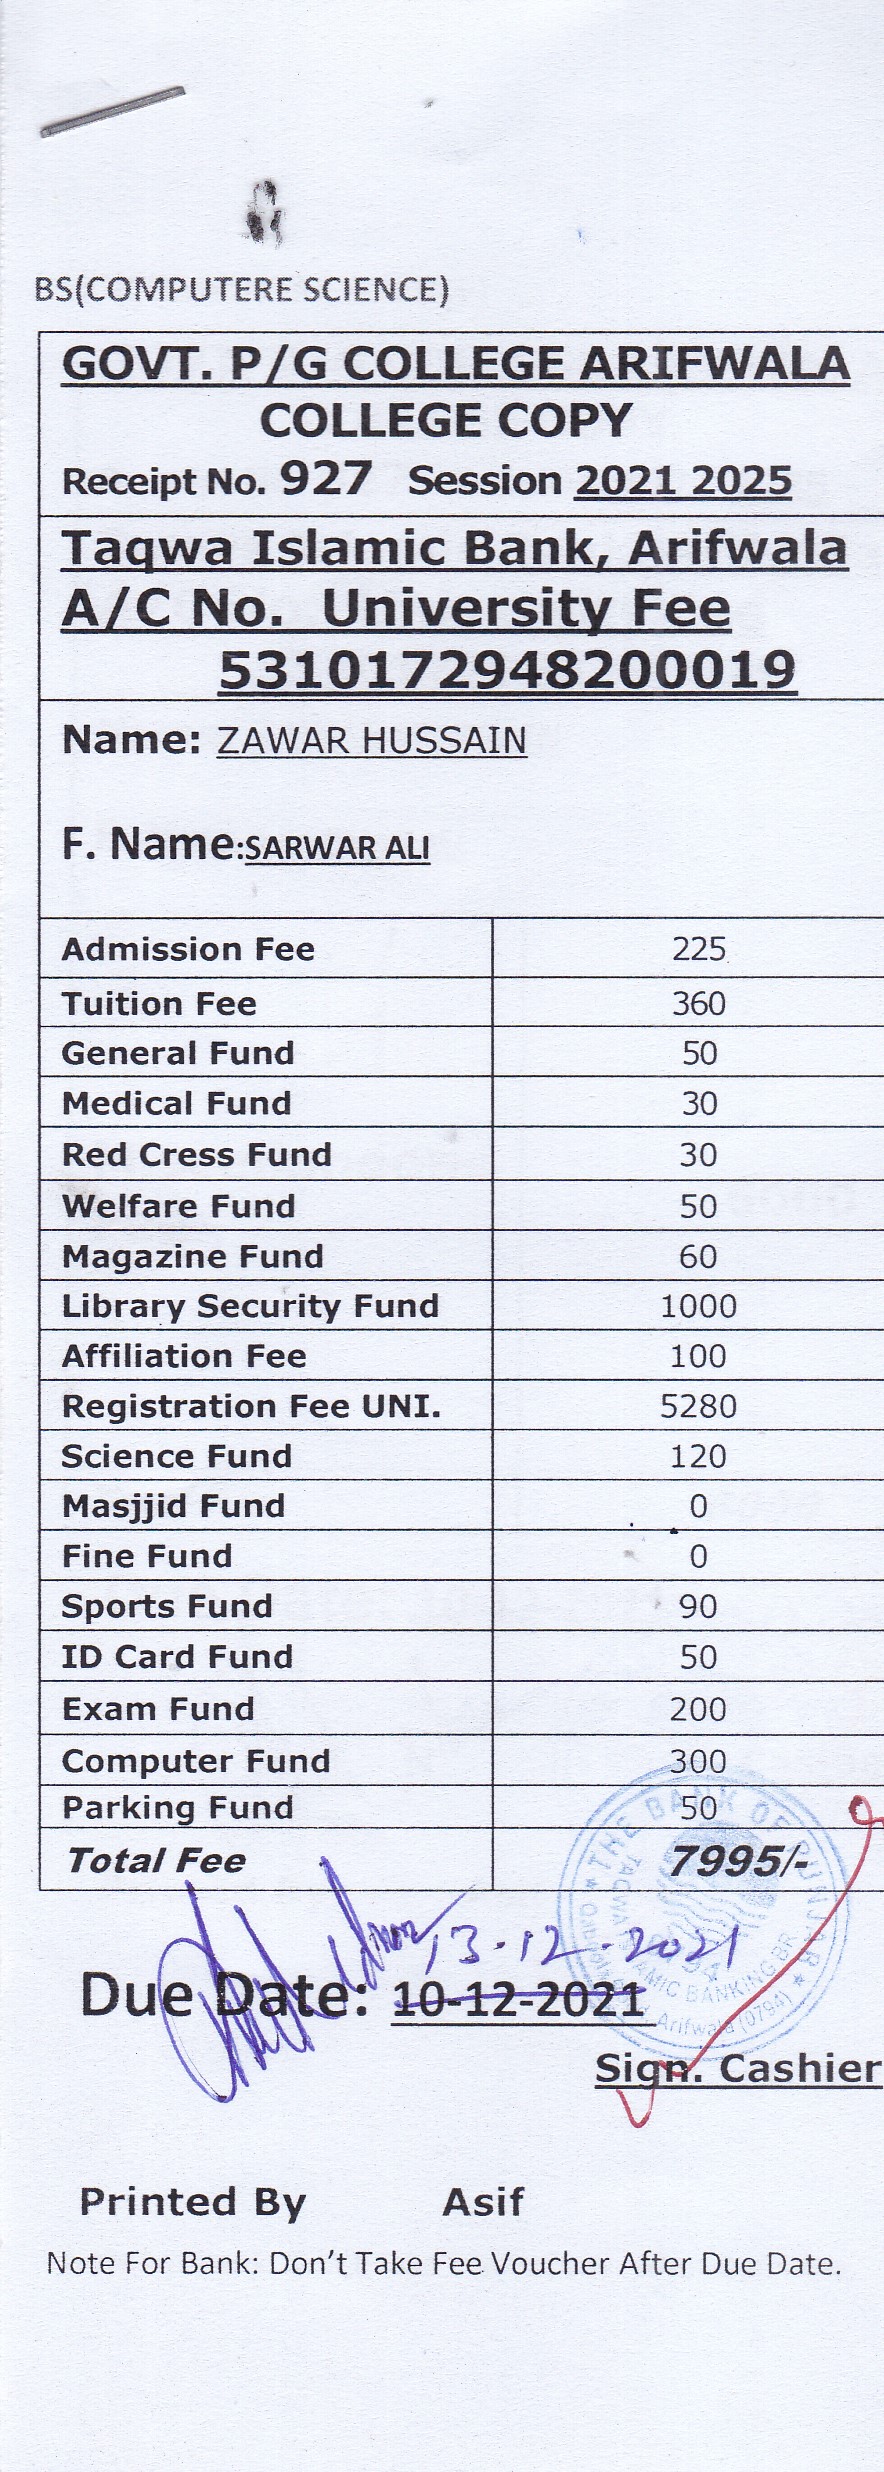 BS(COMPUTERE SCIENCE)
GOVT. P/G COLLEGE ARIFWALA
COLLEGE COPY
Receipt No. 927 Session 2021 2025
Taqwa Islamic Bank, Arifwala
A/C No. University Fee
5310172948200019
Name: ZAWAR HUSSAIN
F. Name:SARWAR ALI
Admission Fee 225
Tuition Fee 360
General Fund 50
Medical Fund 30
Red Cress Fund 30
Welfare Fund 50
Magazine Fund 60
Library Security Fund 1000
Affiliation Fee 100
Registration Fee UNI. 5280
Science Fund 120
Masjjid Fund 0
Fine Fund 0
Sports Fund 90
ID Card Fund 50
Exam Fund 200
Computer Fund 300
Parking Fund 50
Total Fee 7995/-
THE BANK OF PUNJAB
TAQWA ISLAMIC BANKING BR
Arifwala (0794)
13-12-2021
Due Date: 10-12-2021
Sign. Cashier
Printed By Asif
Note For Bank: Don't Take Fee Voucher After Due Date.